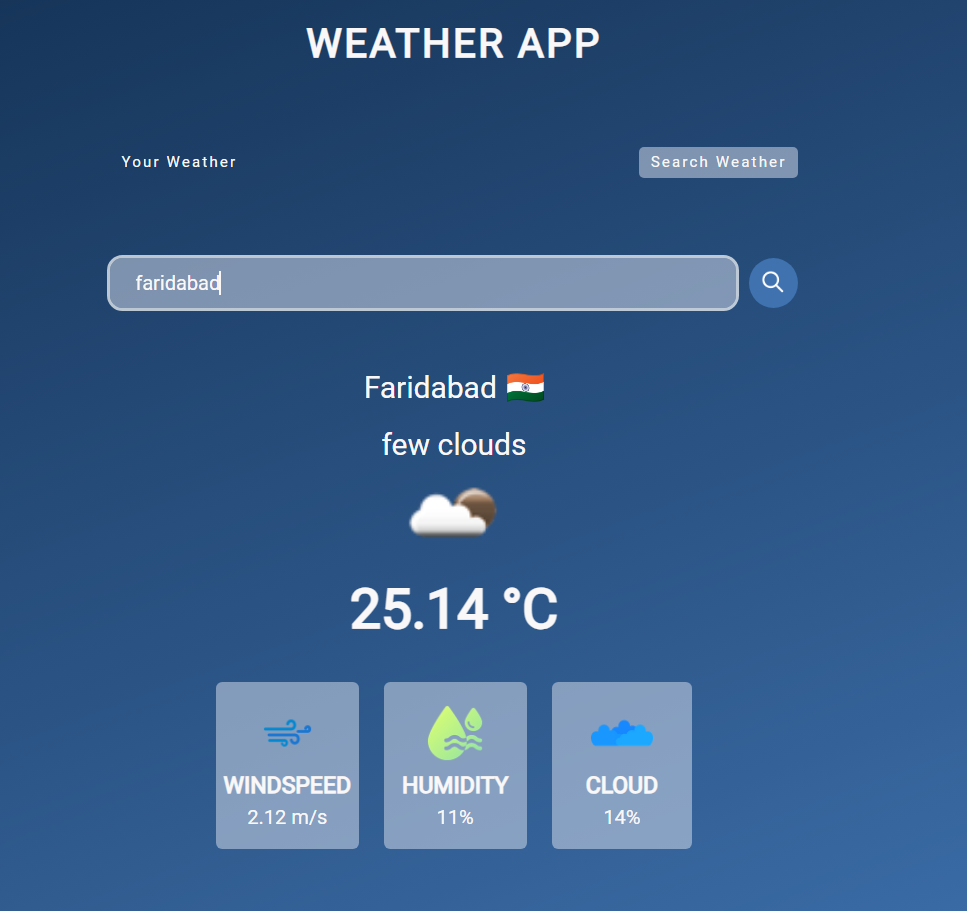 WEATHER APP
Your Weather
Search Weather
faridabad
Faridabad 🇮🇳
few clouds
25.14 °C
WINDSPEED
2.12 m/s
HUMIDITY
11%
CLOUD
14%